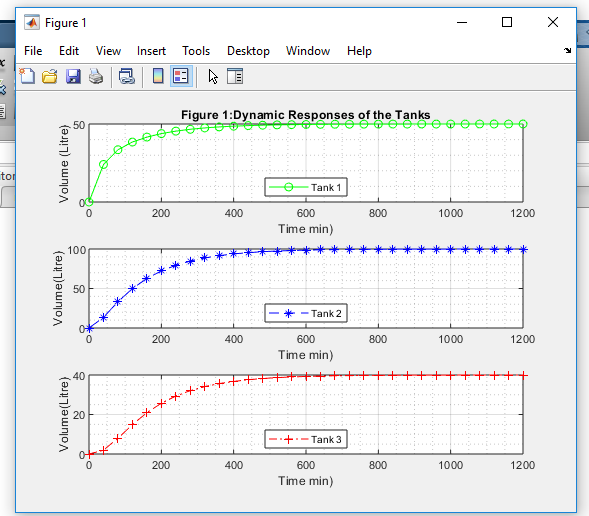 Figure 1
File Edit View Insert Tools Desktop Window Help
Figure 1:Dynamic Responses of the Tanks
Volume (Litre)
50
0
Tank 1
0 200 400 600 800 1000 1200
Time min)
Volume(Litre)
100
50
0
Tank 2
0 200 400 600 800 1000 1200
Time min)
Volume(Litre)
40
20
0
Tank 3
0 200 400 600 800 1000 1200
Time min)